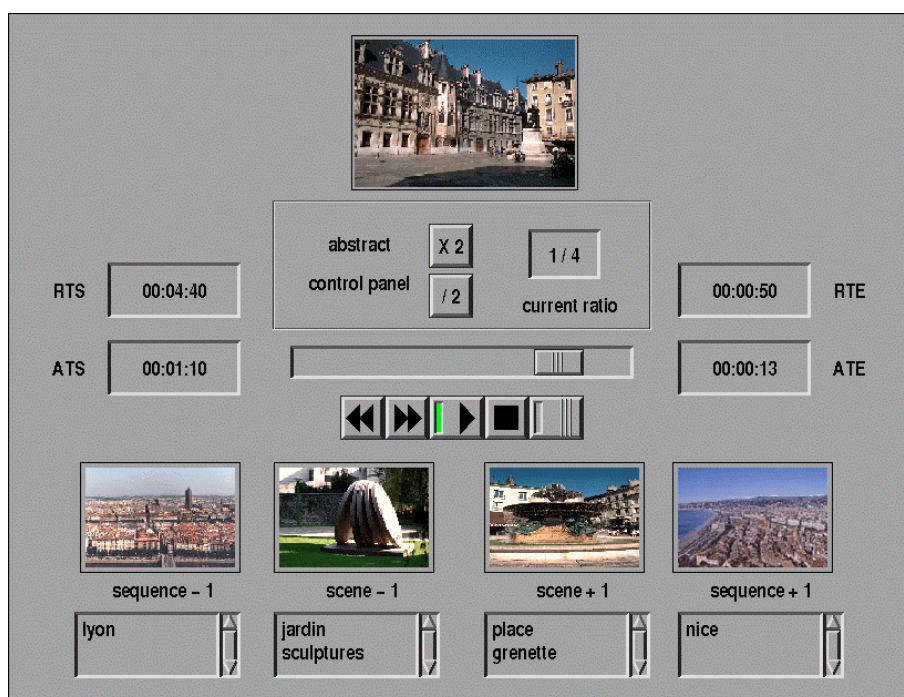 abstract
X 2
1 / 4
control panel
/ 2
current ratio
RTS
00:04:40
00:00:50
RTE
ATS
00:01:10
00:00:13
ATE
sequence – 1
scene – 1
scene + 1
sequence + 1
lyon
jardin
sculptures
place
grenette
nice